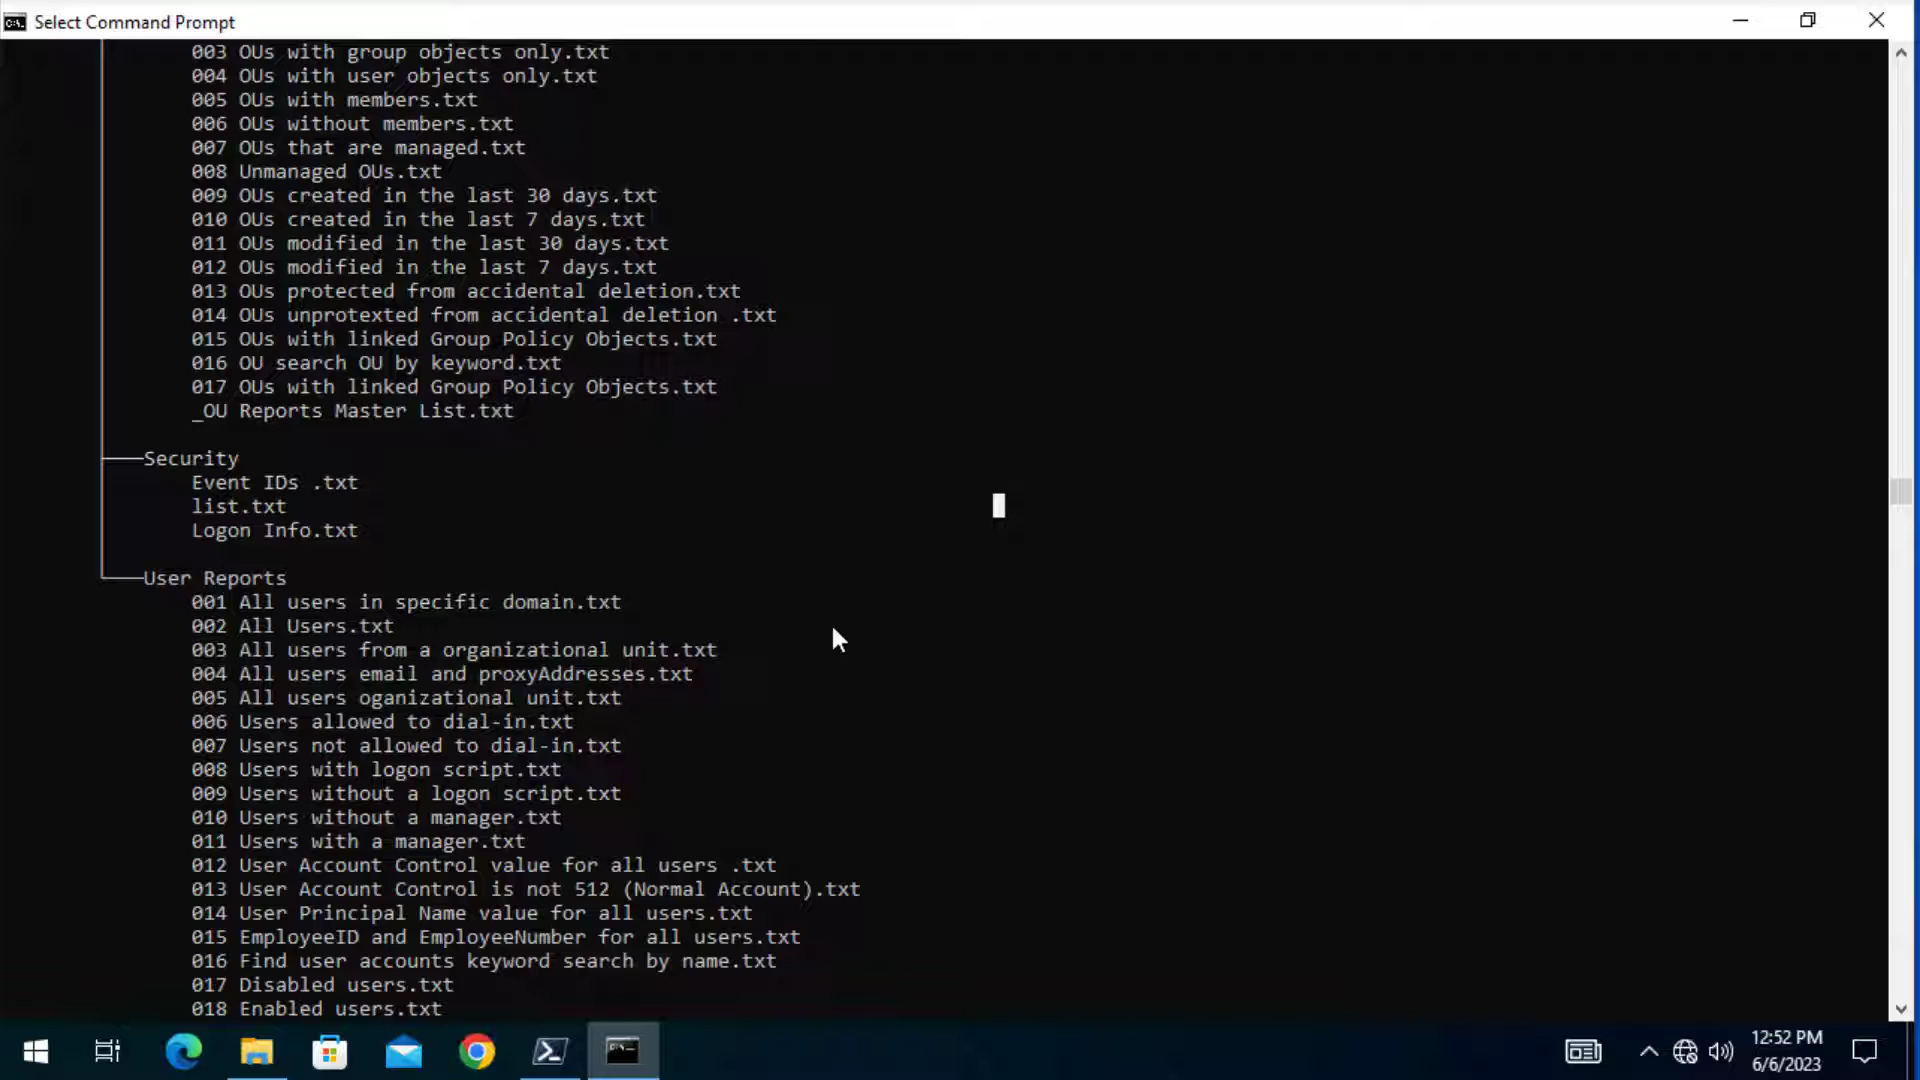 Select Command Prompt
003 OUs with group objects only.txt
004 OUs with user objects only.txt
005 OUs with members.txt
006 OUs without members.txt
007 OUs that are managed.txt
008 Unmanaged OUs.txt
009 OUs created in the last 30 days.txt
010 OUs created in the last 7 days.txt
011 OUs modified in the last 30 days.txt
012 OUs modified in the last 7 days.txt
013 OUs protected from accidental deletion.txt
014 OUs unprotexted from accidental deletion .txt
015 OUs with linked Group Policy Objects.txt
016 OU search OU by keyword.txt
017 OUs with linked Group Policy Objects.txt
_OU Reports Master List.txt
Security
Event IDs .txt
list.txt
Logon Info.txt
User Reports
001 All users in specific domain.txt
002 All Users.txt
003 All users from a organizational unit.txt
004 All users email and proxyAddresses.txt
005 All users oganizational unit.txt
006 Users allowed to dial-in.txt
007 Users not allowed to dial-in.txt
008 Users with logon script.txt
009 Users without a logon script.txt
010 Users without a manager.txt
011 Users with a manager.txt
012 User Account Control value for all users .txt
013 User Account Control is not 512 (Normal Account).txt
014 User Principal Name value for all users.txt
015 EmployeeID and EmployeeNumber for all users.txt
016 Find user accounts keyword search by name.txt
017 Disabled users.txt
018 Enabled users.txt
12:52 PM
6/6/2023